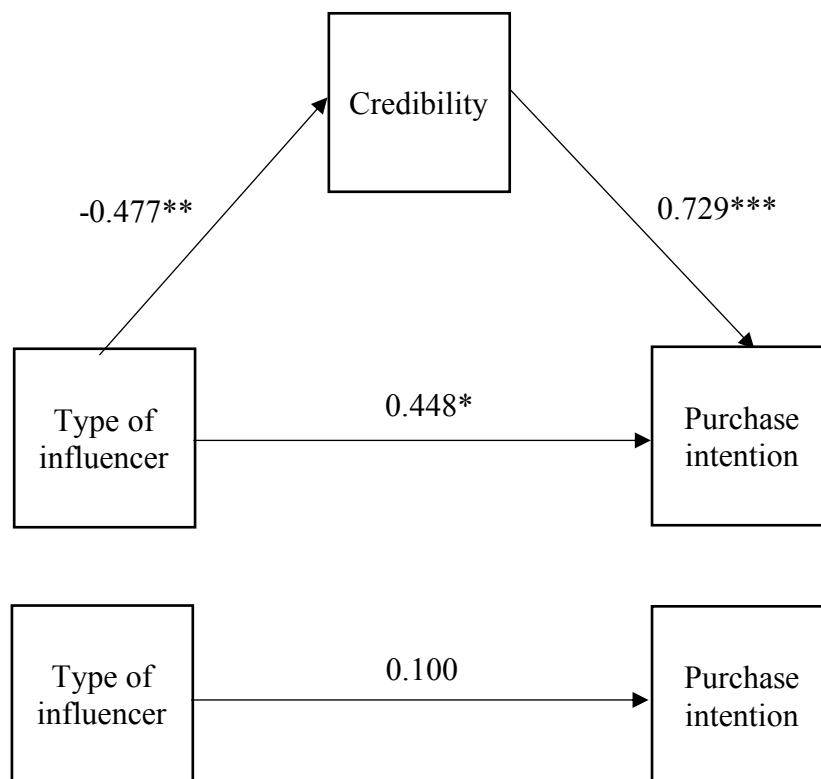 Credibility
-0.477**
0.729***
Type of
influencer
0.448*
Purchase
intention
Type of
influencer
0.100
Purchase
intention